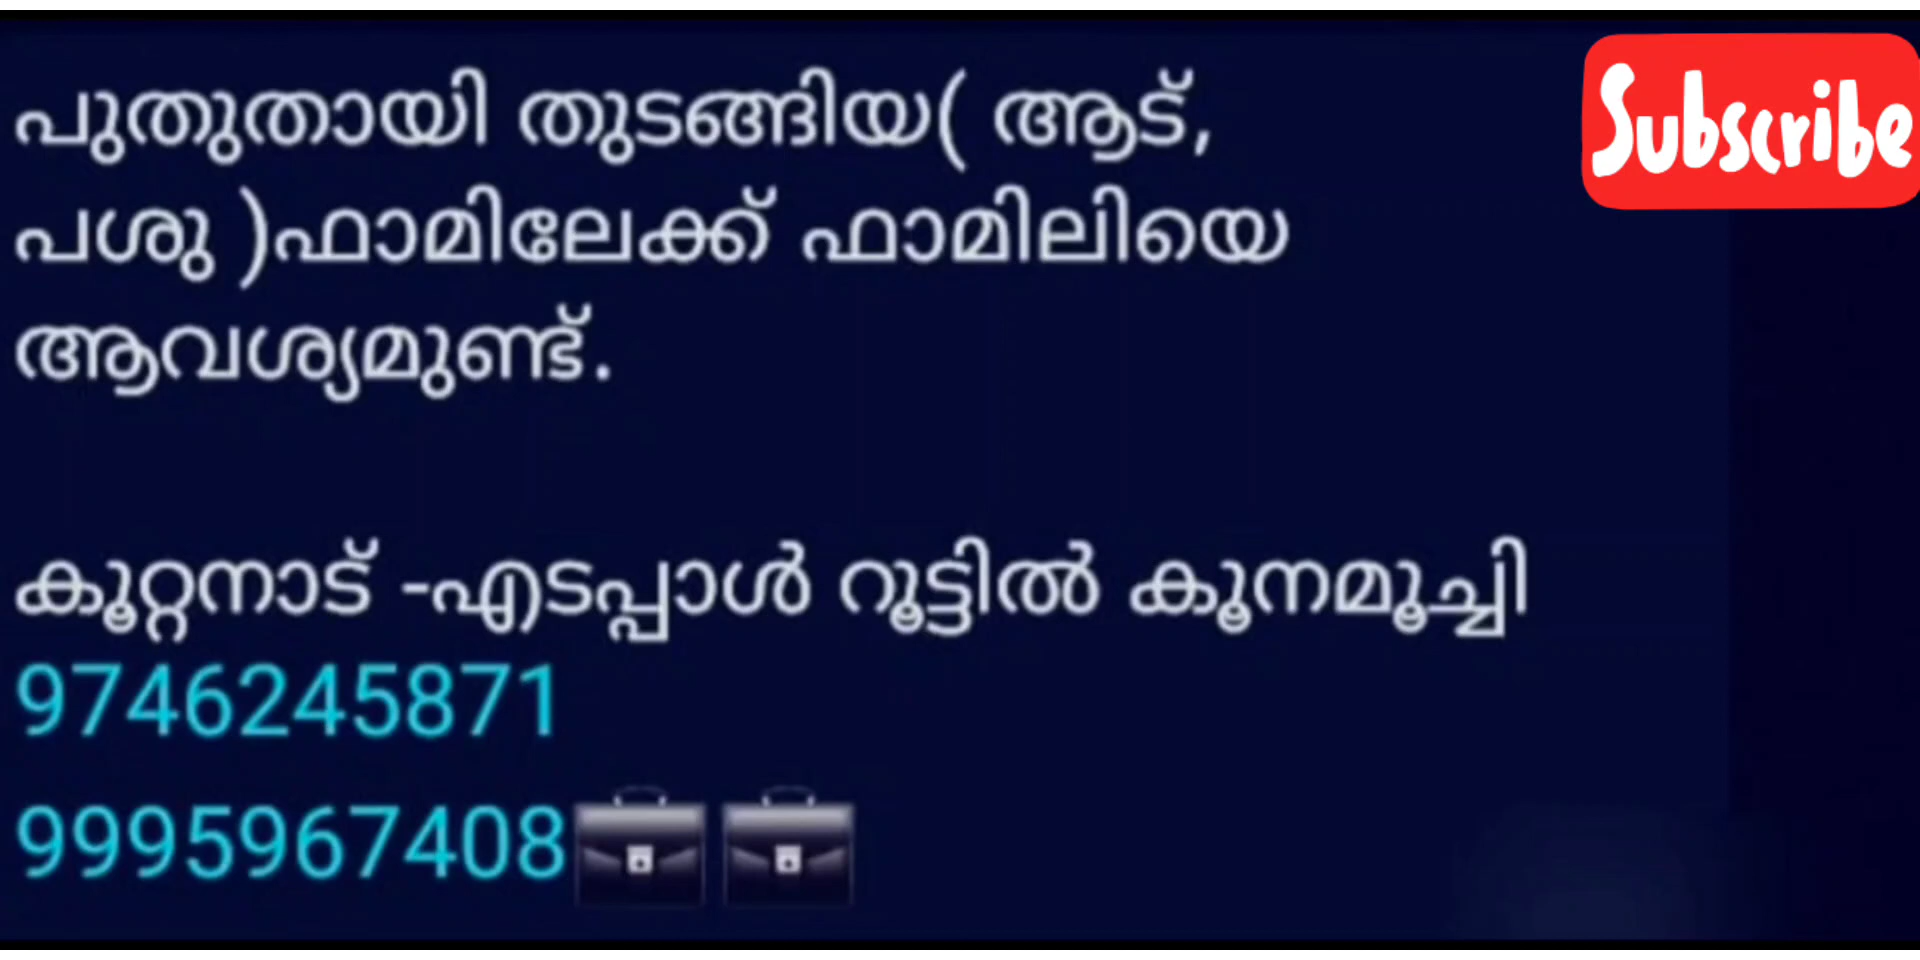 പുതുതായി തുടങ്ങിയ( ആട്,
പശു )ഫാമിലേക്ക് ഫാമിലിയെ
ആവശ്യമുണ്ട്.
കൂറ്റനാട് -എടപ്പാൾ റൂട്ടിൽ കൂനമൂച്ചി
9746245871
9995967408
Subscribe